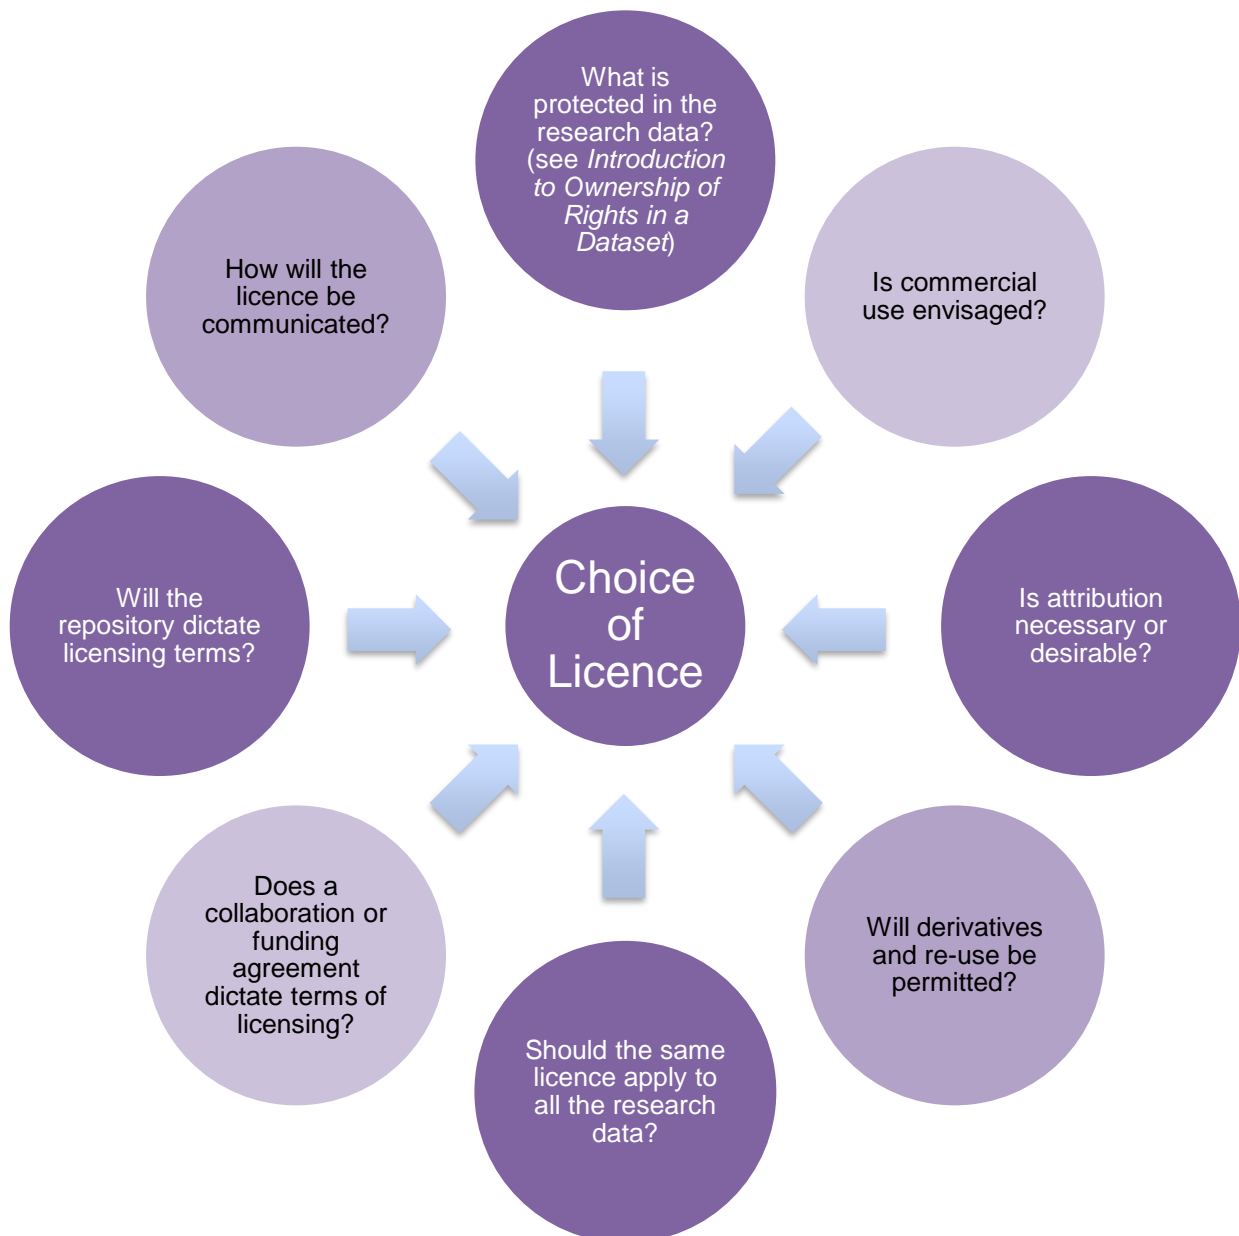 What is
protected in the
research data?
(see Introduction
to Ownership of
Rights in a
Dataset)
Is commercial
use envisaged?
Is attribution
necessary or
desirable?
Will derivatives
and re-use be
permitted?
Should the same
licence apply to
all the research
data?
Does a
collaboration or
funding
agreement
dictate terms of
licensing?
Will the
repository dictate
licensing terms?
How will the
licence be
communicated?
Choice
of
Licence